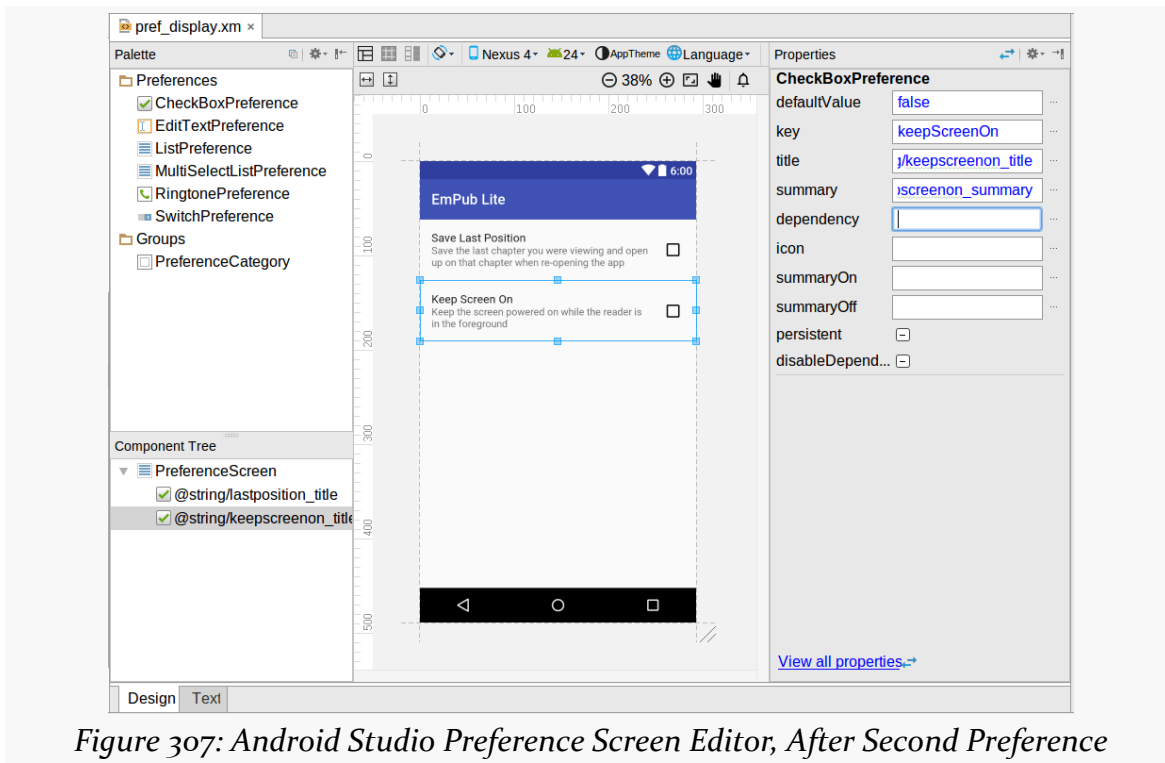 pref_display.xm ×
Palette
Nexus 4
24
AppTheme
Language
Properties
Preferences
CheckBoxPreference
EditTextPreference
ListPreference
MultiSelectListPreference
RingtonePreference
SwitchPreference
Groups
PreferenceCategory
38%
0 100 200 300
0
100
200
300
400
500
6:00
EmPub Lite
Save Last Position
Save the last chapter you were viewing and open
up on that chapter when re-opening the app
Keep Screen On
Keep the screen powered on while the reader is
in the foreground
CheckBoxPreference
defaultValue false ...
key keepScreenOn ...
title g/keepscreenon_title ...
summary pscreenon_summary ...
dependency ...
icon ...
summaryOn ...
summaryOff ...
persistent
disableDepend...
View all properties
Component Tree
PreferenceScreen
@string/lastposition_title
@string/keepscreenon_title
Design Text
Figure 307: Android Studio Preference Screen Editor, After Second Preference